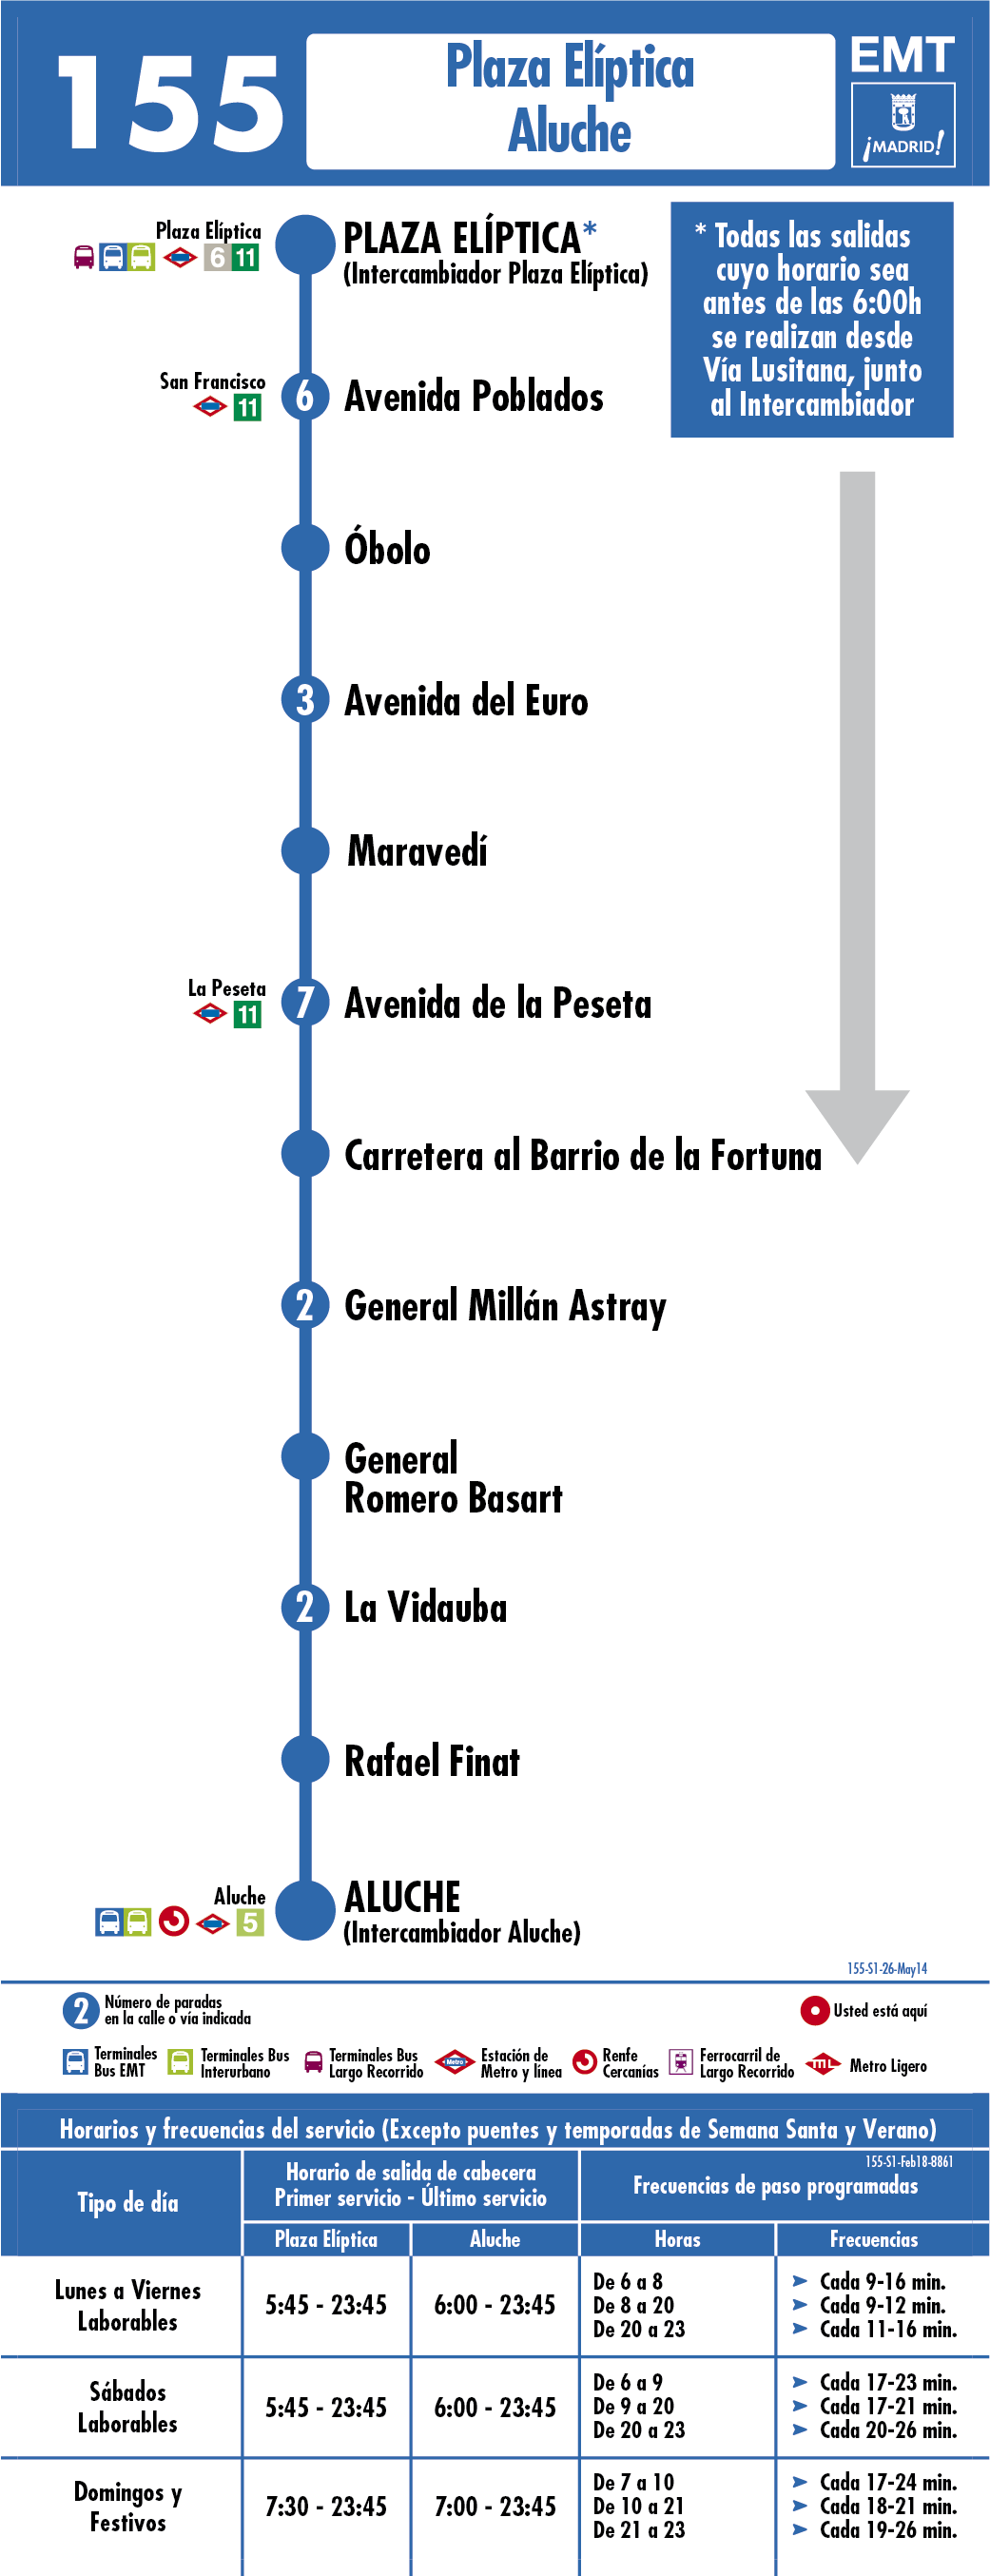 155
Plaza Elíptica
Aluche
EMT
¡MADRID!
Plaza Elíptica
6 11
PLAZA ELÍPTICA*
(Intercambiador Plaza Elíptica)
* Todas las salidas
cuyo horario sea
antes de las 6:00h
se realizan desde
Vía Lusitana, junto
al Intercambiador
San Francisco
11
6 Avenida Poblados
Óbolo
3 Avenida del Euro
Maravedí
La Peseta
11
7 Avenida de la Peseta
Carretera al Barrio de la Fortuna
2 General Millán Astray
General
Romero Basart
2 La Vidauba
Rafael Finat
Aluche
5
ALUCHE
(Intercambiador Aluche)
155-S1-26-May14
2 Número de paradas
en la calle o vía indicada
Usted está aquí
Terminales
Bus EMT
Terminales Bus
Interurbano
Terminales Bus
Largo Recorrido
Metro
Estación de
Metro y línea
Renfe
Cercanías
Ferrocarril de
Largo Recorrido
ML
Metro Ligero
Horarios y frecuencias del servicio (Excepto puentes y temporadas de Semana Santa y Verano)
155-S1-Feb18-8861
Tipo de día
Horario de salida de cabecera
Primer servicio - Último servicio
Frecuencias de paso programadas
Plaza Elíptica Aluche Horas Frecuencias
Lunes a Viernes
Laborables
5:45 - 23:45 6:00 - 23:45
De 6 a 8 ➤ Cada 9-16 min.
De 8 a 20 ➤ Cada 9-12 min.
De 20 a 23 ➤ Cada 11-16 min.
Sábados
Laborables
5:45 - 23:45 6:00 - 23:45
De 6 a 9 ➤ Cada 17-23 min.
De 9 a 20 ➤ Cada 17-21 min.
De 20 a 23 ➤ Cada 20-26 min.
Domingos y
Festivos
7:30 - 23:45 7:00 - 23:45
De 7 a 10 ➤ Cada 17-24 min.
De 10 a 21 ➤ Cada 18-21 min.
De 21 a 23 ➤ Cada 19-26 min.